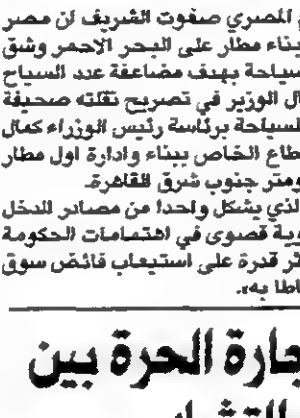 المصري صفوت الشريف ان مصر
بناء مطار على البحر الاحمر وشق
سياحة بهدف مضاعفة عدد السياح
ال الوزير في تصريح نقلته صحيفة
لسياحة برئاسة رئيس الوزراء كمال
طاع الخاص ببناء وادارة اول مطار
ومتر جنوب شرق القاهرة.
لذي يشكل واحدا من مصادر الدخل
وية قصوى في اهتمامات الحكومة
ثر قدرة على استيعاب فائض سوق
اطا به».
جارة الحرة بين